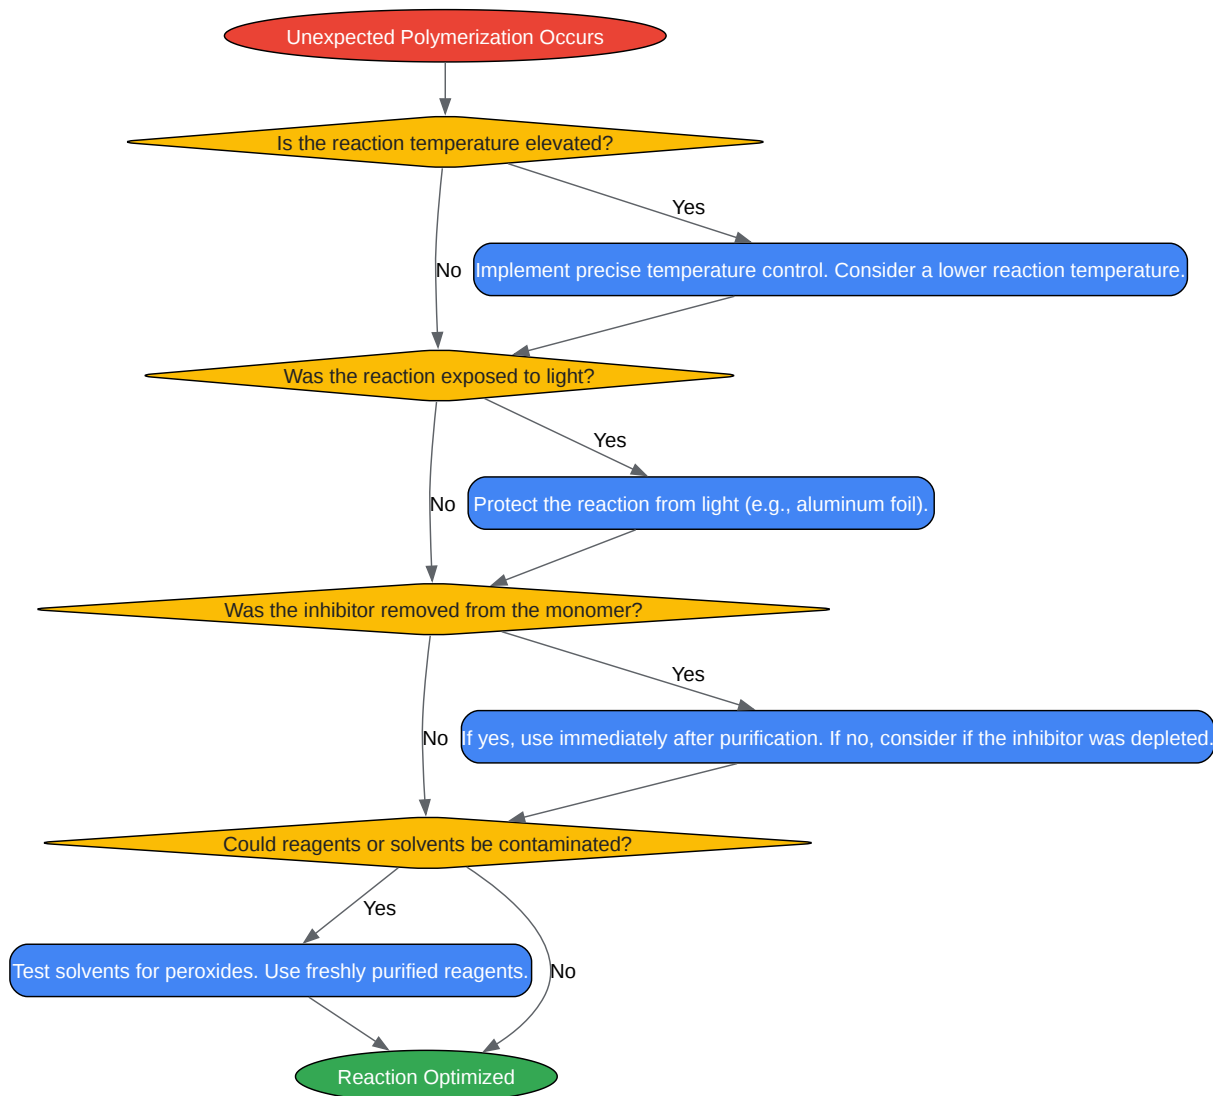 Unexpected Polymerization Occurs
Is the reaction temperature elevated?
Yes
No
Implement precise temperature control. Consider a lower reaction temperature.
Was the reaction exposed to light?
Yes
No
Protect the reaction from light (e.g., aluminum foil).
Was the inhibitor removed from the monomer?
Yes
No
If yes, use immediately after purification. If no, consider if the inhibitor was depleted.
Could reagents or solvents be contaminated?
Yes
Test solvents for peroxides. Use freshly purified reagents.
No
Reaction Optimized